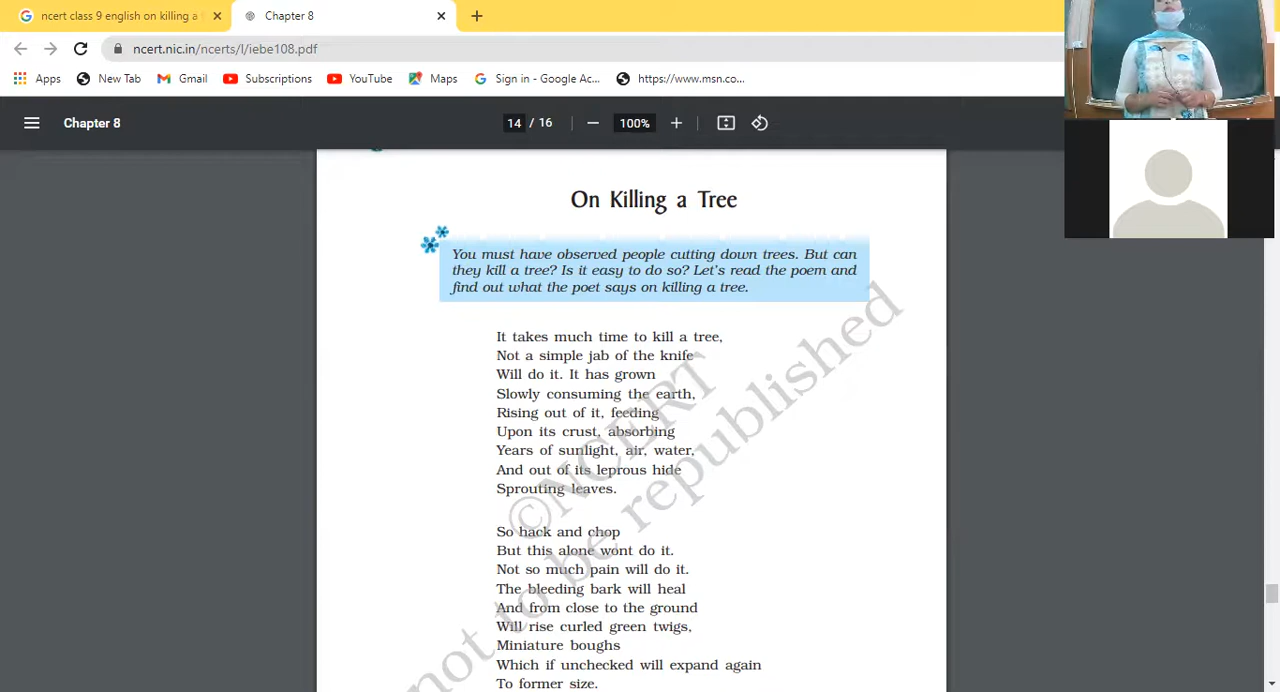 ncert class 9 english on killing a
Chapter 8
ncert.nic.in/ncerts/l/iebe108.pdf
Apps
New Tab
Gmail
Subscriptions
YouTube
Maps
Sign in - Google Ac...
https://www.msn.co...
Chapter 8
14 / 16
100%
On Killing a Tree
You must have observed people cutting down trees. But can
they kill a tree? Is it easy to do so? Let's read the poem and
find out what the poet says on killing a tree.
It takes much time to kill a tree,
Not a simple jab of the knife
Will do it. It has grown
Slowly consuming the earth,
Rising out of it, feeding
Upon its crust, absorbing
Years of sunlight, air, water,
And out of its leprous hide
Sprouting leaves.
So hack and chop
But this alone wont do it.
Not so much pain will do it.
The bleeding bark will heal
And from close to the ground
Will rise curled green twigs,
Miniature boughs
Which if unchecked will expand again
To former size.
©NCERT
not to be republished